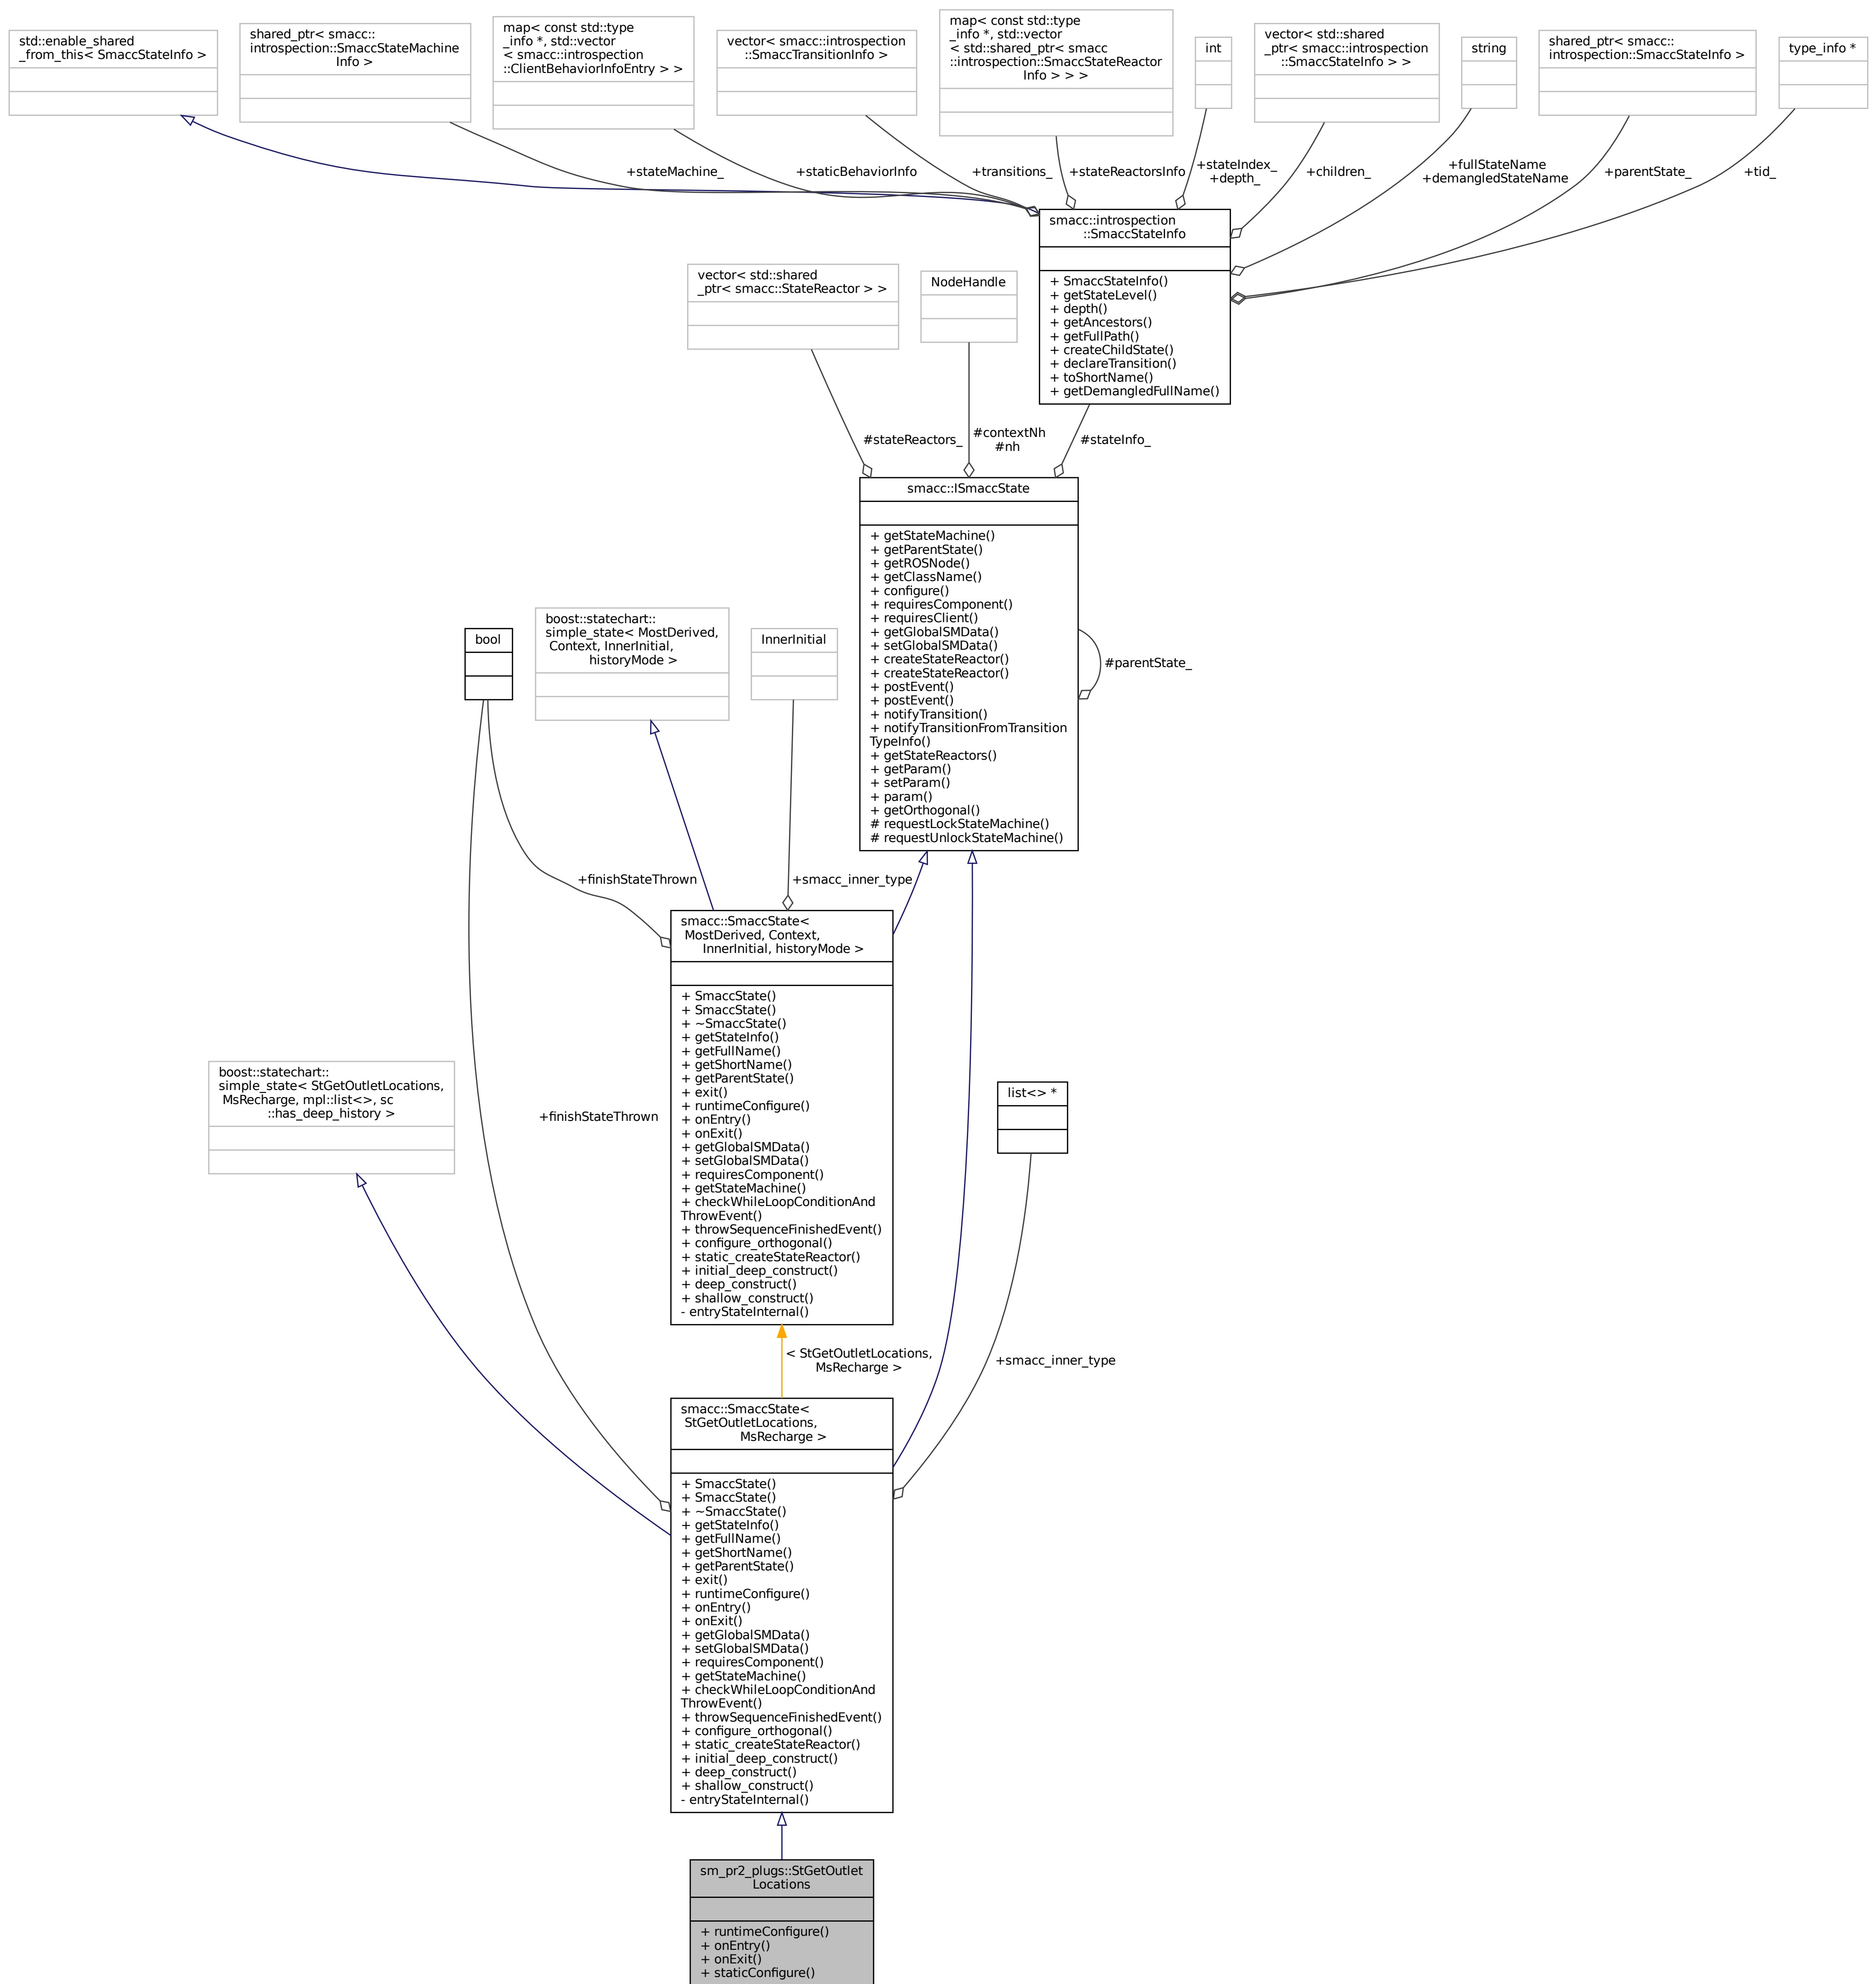 std::enable_shared
_from_this< SmaccStateInfo >
shared_ptr< smacc::
introspection::SmaccStateMachine
Info >
map< const std::type
_info *, std::vector
< smacc::introspection
::ClientBehaviorInfoEntry > >
vector< smacc::introspection
::SmaccTransitionInfo >
map< const std::type
_info *, std::vector
< std::shared_ptr< smacc
::introspection::SmaccStateReactor
Info > > >
int
vector< std::shared
_ptr< smacc::introspection
::SmaccStateInfo > >
string
shared_ptr< smacc::
introspection::SmaccStateInfo >
type_info *
+stateMachine_
+staticBehaviorInfo
+transitions_
+stateReactorsInfo
+stateIndex_
+depth_
+children_
+fullStateName
+demangledStateName
+parentState_
+tid_
smacc::introspection
::SmaccStateInfo
+ SmaccStateInfo()
+ getStateLevel()
+ depth()
+ getAncestors()
+ getFullPath()
+ createChildState()
+ declareTransition()
+ toShortName()
+ getDemangledFullName()
vector< std::shared
_ptr< smacc::StateReactor > >
NodeHandle
#stateReactors_
#contextNh
#nh
#stateInfo_
smacc::ISmaccState
+ getStateMachine()
+ getParentState()
+ getROSNode()
+ getClassName()
+ configure()
+ requiresComponent()
+ requiresClient()
+ getGlobalSMData()
+ setGlobalSMData()
+ createStateReactor()
+ createStateReactor()
+ postEvent()
+ postEvent()
+ notifyTransition()
+ notifyTransitionFromTransition
TypeInfo()
+ getStateReactors()
+ getParam()
+ setParam()
+ param()
+ getOrthogonal()
# requestLockStateMachine()
# requestUnlockStateMachine()
#parentState_
bool
boost::statechart::
simple_state< MostDerived,
Context, InnerInitial,
historyMode >
InnerInitial
+finishStateThrown
+smacc_inner_type
smacc::SmaccState<
MostDerived, Context,
InnerInitial, historyMode >
+ SmaccState()
+ SmaccState()
+ ~SmaccState()
+ getStateInfo()
+ getFullName()
+ getShortName()
+ getParentState()
+ exit()
+ runtimeConfigure()
+ onEntry()
+ onExit()
+ getGlobalSMData()
+ setGlobalSMData()
+ requiresComponent()
+ getStateMachine()
+ checkWhileLoopConditionAnd
ThrowEvent()
+ throwSequenceFinishedEvent()
+ configure_orthogonal()
+ static_createStateReactor()
+ initial_deep_construct()
+ deep_construct()
+ shallow_construct()
- entryStateInternal()
boost::statechart::
simple_state< StGetOutletLocations,
MsRecharge, mpl::list<>, sc
::has_deep_history >
+finishStateThrown
list<> *
< StGetOutletLocations,
MsRecharge >
+smacc_inner_type
smacc::SmaccState<
StGetOutletLocations,
MsRecharge >
+ SmaccState()
+ SmaccState()
+ ~SmaccState()
+ getStateInfo()
+ getFullName()
+ getShortName()
+ getParentState()
+ exit()
+ runtimeConfigure()
+ onEntry()
+ onExit()
+ getGlobalSMData()
+ setGlobalSMData()
+ requiresComponent()
+ getStateMachine()
+ checkWhileLoopConditionAnd
ThrowEvent()
+ throwSequenceFinishedEvent()
+ configure_orthogonal()
+ static_createStateReactor()
+ initial_deep_construct()
+ deep_construct()
+ shallow_construct()
- entryStateInternal()
sm_pr2_plugs::StGetOutlet
Locations
+ runtimeConfigure()
+ onEntry()
+ onExit()
+ staticConfigure()